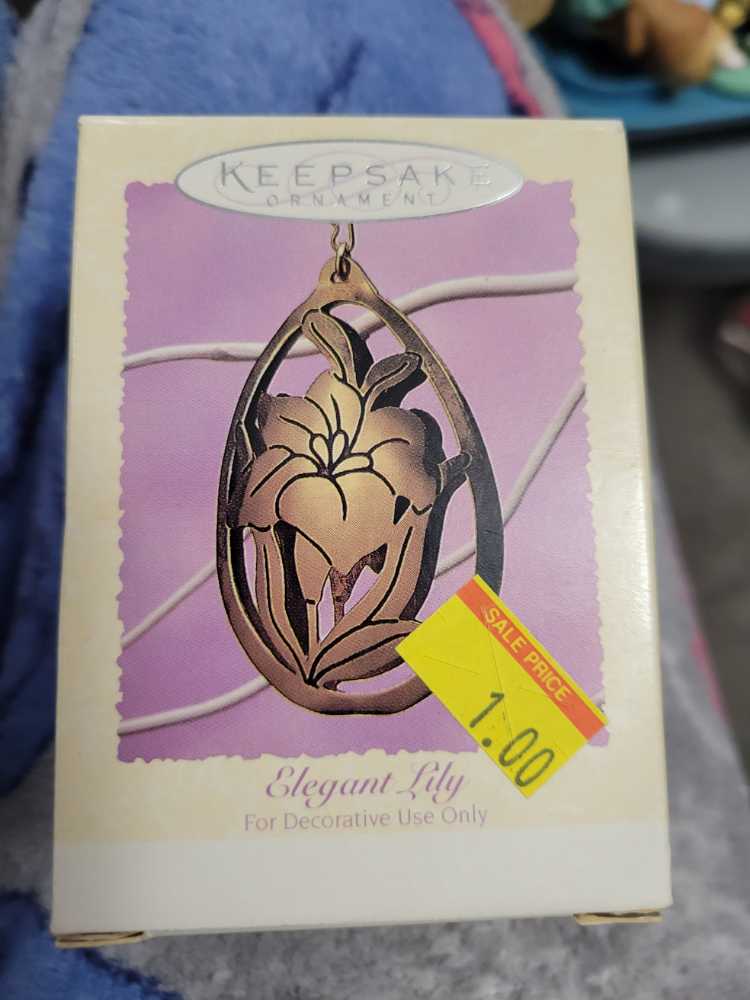 KEEPSAKE
ORNAMENT
SALE PRICE
1.00
Elegant Lily
For Decorative Use Only